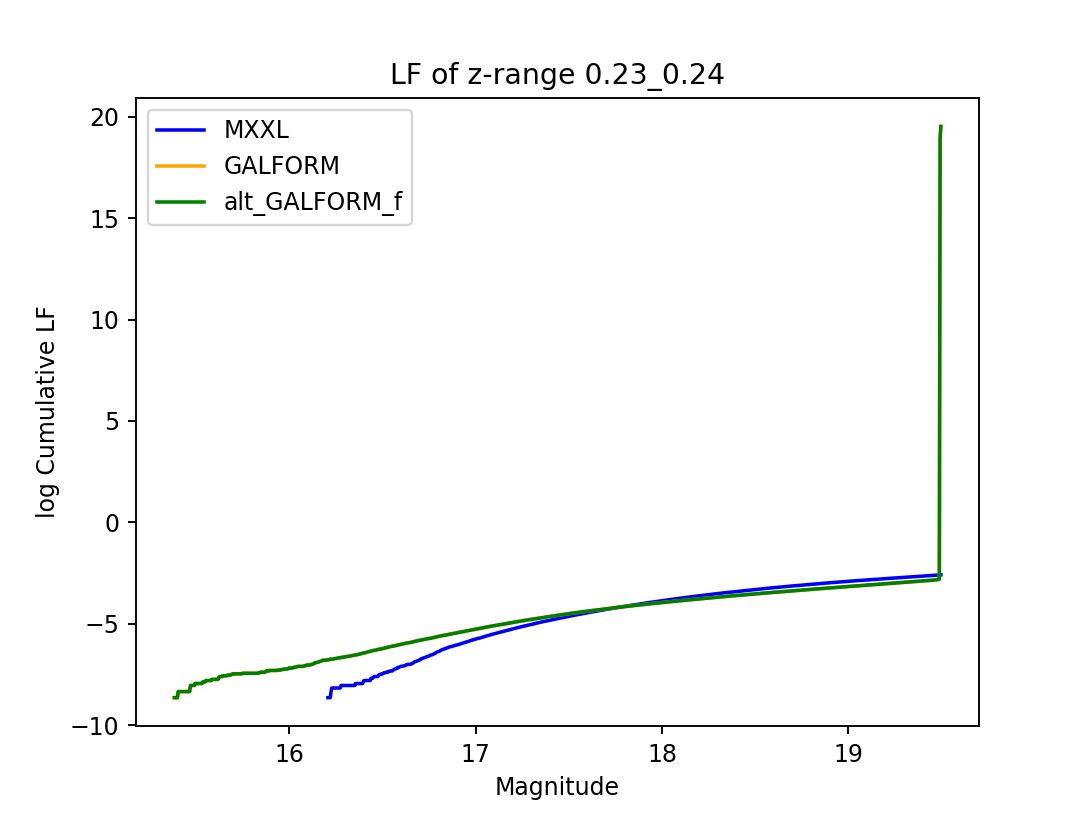 LF of z-range 0.23_0.24
MXXL
GALFORM
alt_GALFORM_f
log Cumulative LF
20
15
10
5
0
−5
−10
16 17 18 19
Magnitude